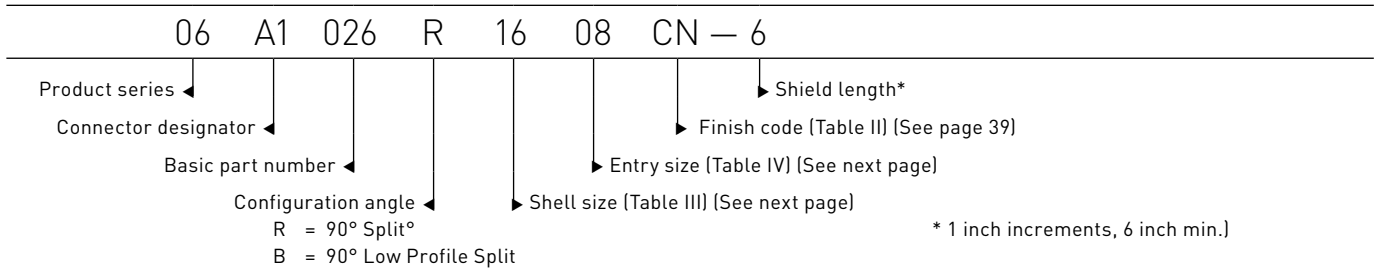 06 A1 026 R 16 08 CN — 6
Product series
Shield length*
Connector designator
Finish code (Table II) (See page 39)
Basic part number
Entry size (Table IV) (See next page)
Configuration angle
Shell size (Table III) (See next page)
R = 90° Split°
* 1 inch increments, 6 inch min.)
B = 90° Low Profile Split